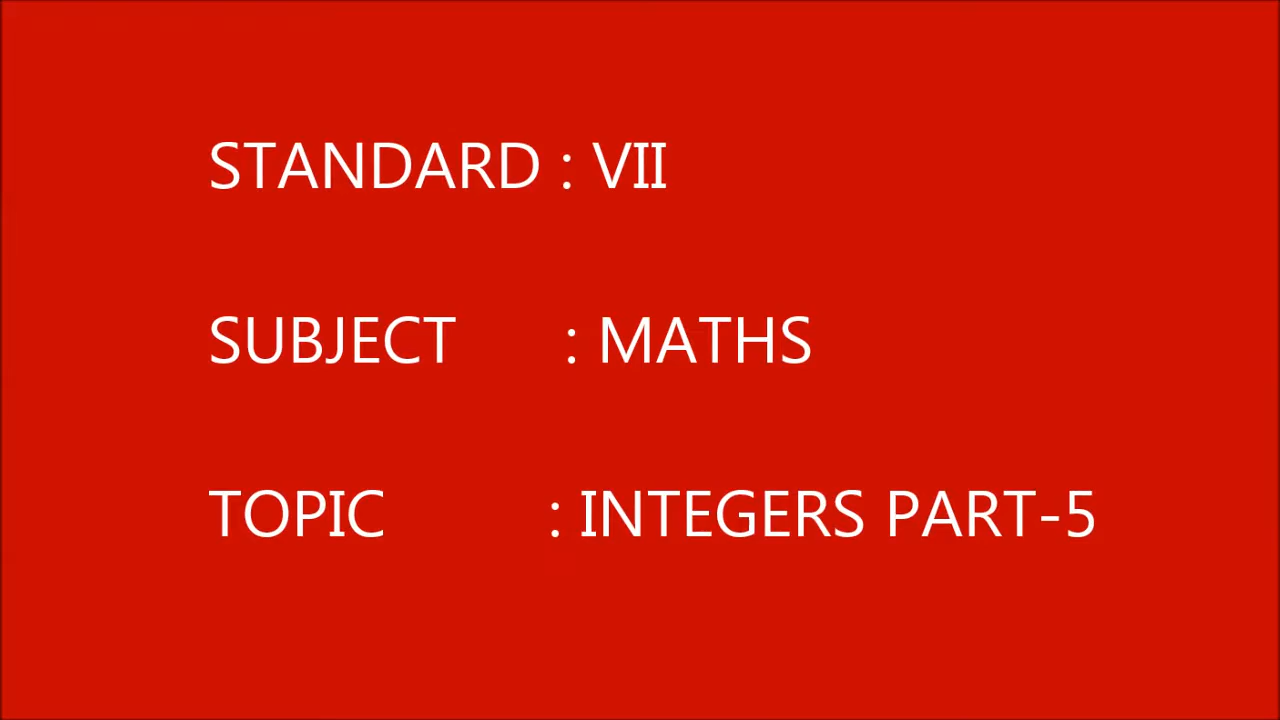 STANDARD : VII
SUBJECT : MATHS
TOPIC : INTEGERS PART-5